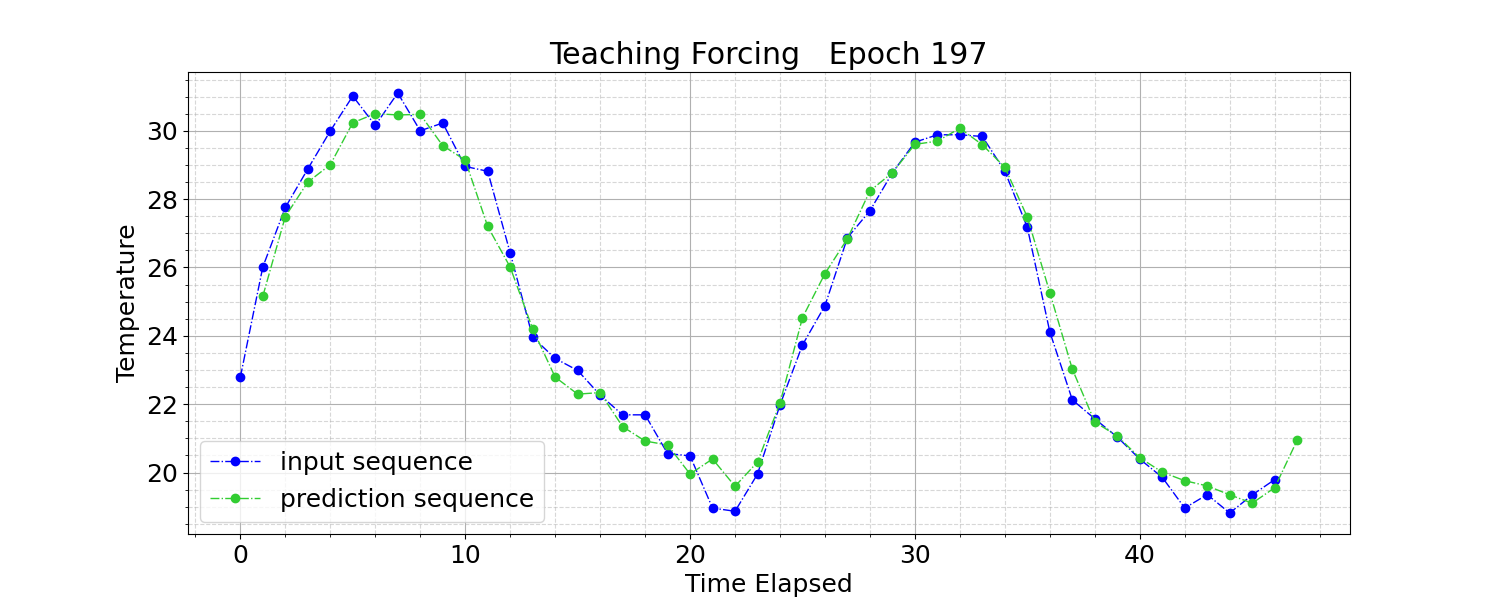 Teaching Forcing   Epoch 197
30
28
26
24
22
20
Temperature
input sequence
prediction sequence
0 10 20 30 40
Time Elapsed